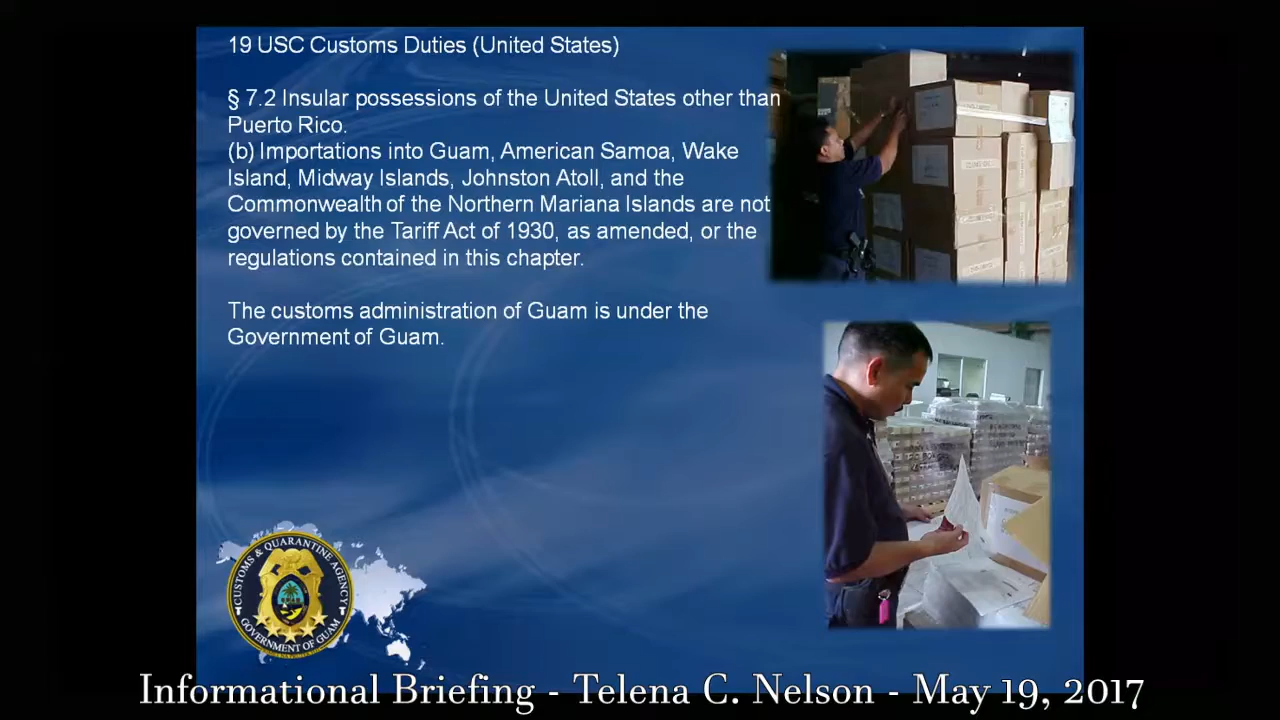 19 USC Customs Duties (United States)
§ 7.2 Insular possessions of the United States other than
Puerto Rico.
(b) Importations into Guam, American Samoa, Wake
Island, Midway Islands, Johnston Atoll, and the
Commonwealth of the Northern Mariana Islands are not
governed by the Tariff Act of 1930, as amended, or the
regulations contained in this chapter.
The customs administration of Guam is under the
Government of Guam.
CUSTOMS & QUARANTINE AGENCY
GOVERNMENT OF GUAM
Informational Briefing - Telena C. Nelson - May 19, 2017